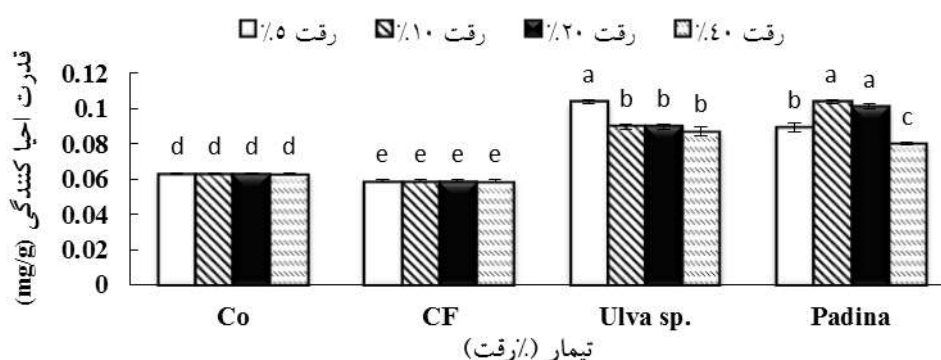 رقت ۵٪ رقت ۱۰٪ رقت ۲۰٪ رقت ٤۰٪
قدرت احیا کنندگی (mg/g)
0.12
0.1
0.08
0.06
0.04
0.02
0
d d d d e e e e a b b b b a a c
Co CF Ulva sp. Padina
تیمار (٪رقت)